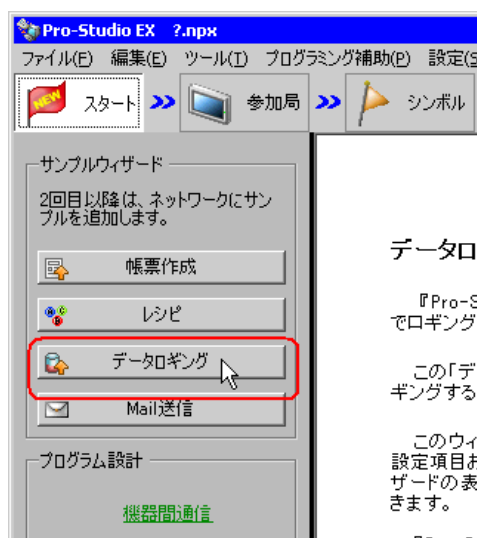 Pro-Studio EX ?.npx
ファイル(F) 編集(E) ツール(T) プログラミング補助(P) 設定(S
NEW スタート 参加局 シンボル
サンプルウィザード
2回目以降は、ネットワークにサン
プルを追加します。
帳票作成
レシピ
データロギング
Mail送信
プログラム設計
機器間通信
データロ
『Pro-S
でロギング
この「デ
ギングする
このウィ
設定項目お
ザードの表
きます。